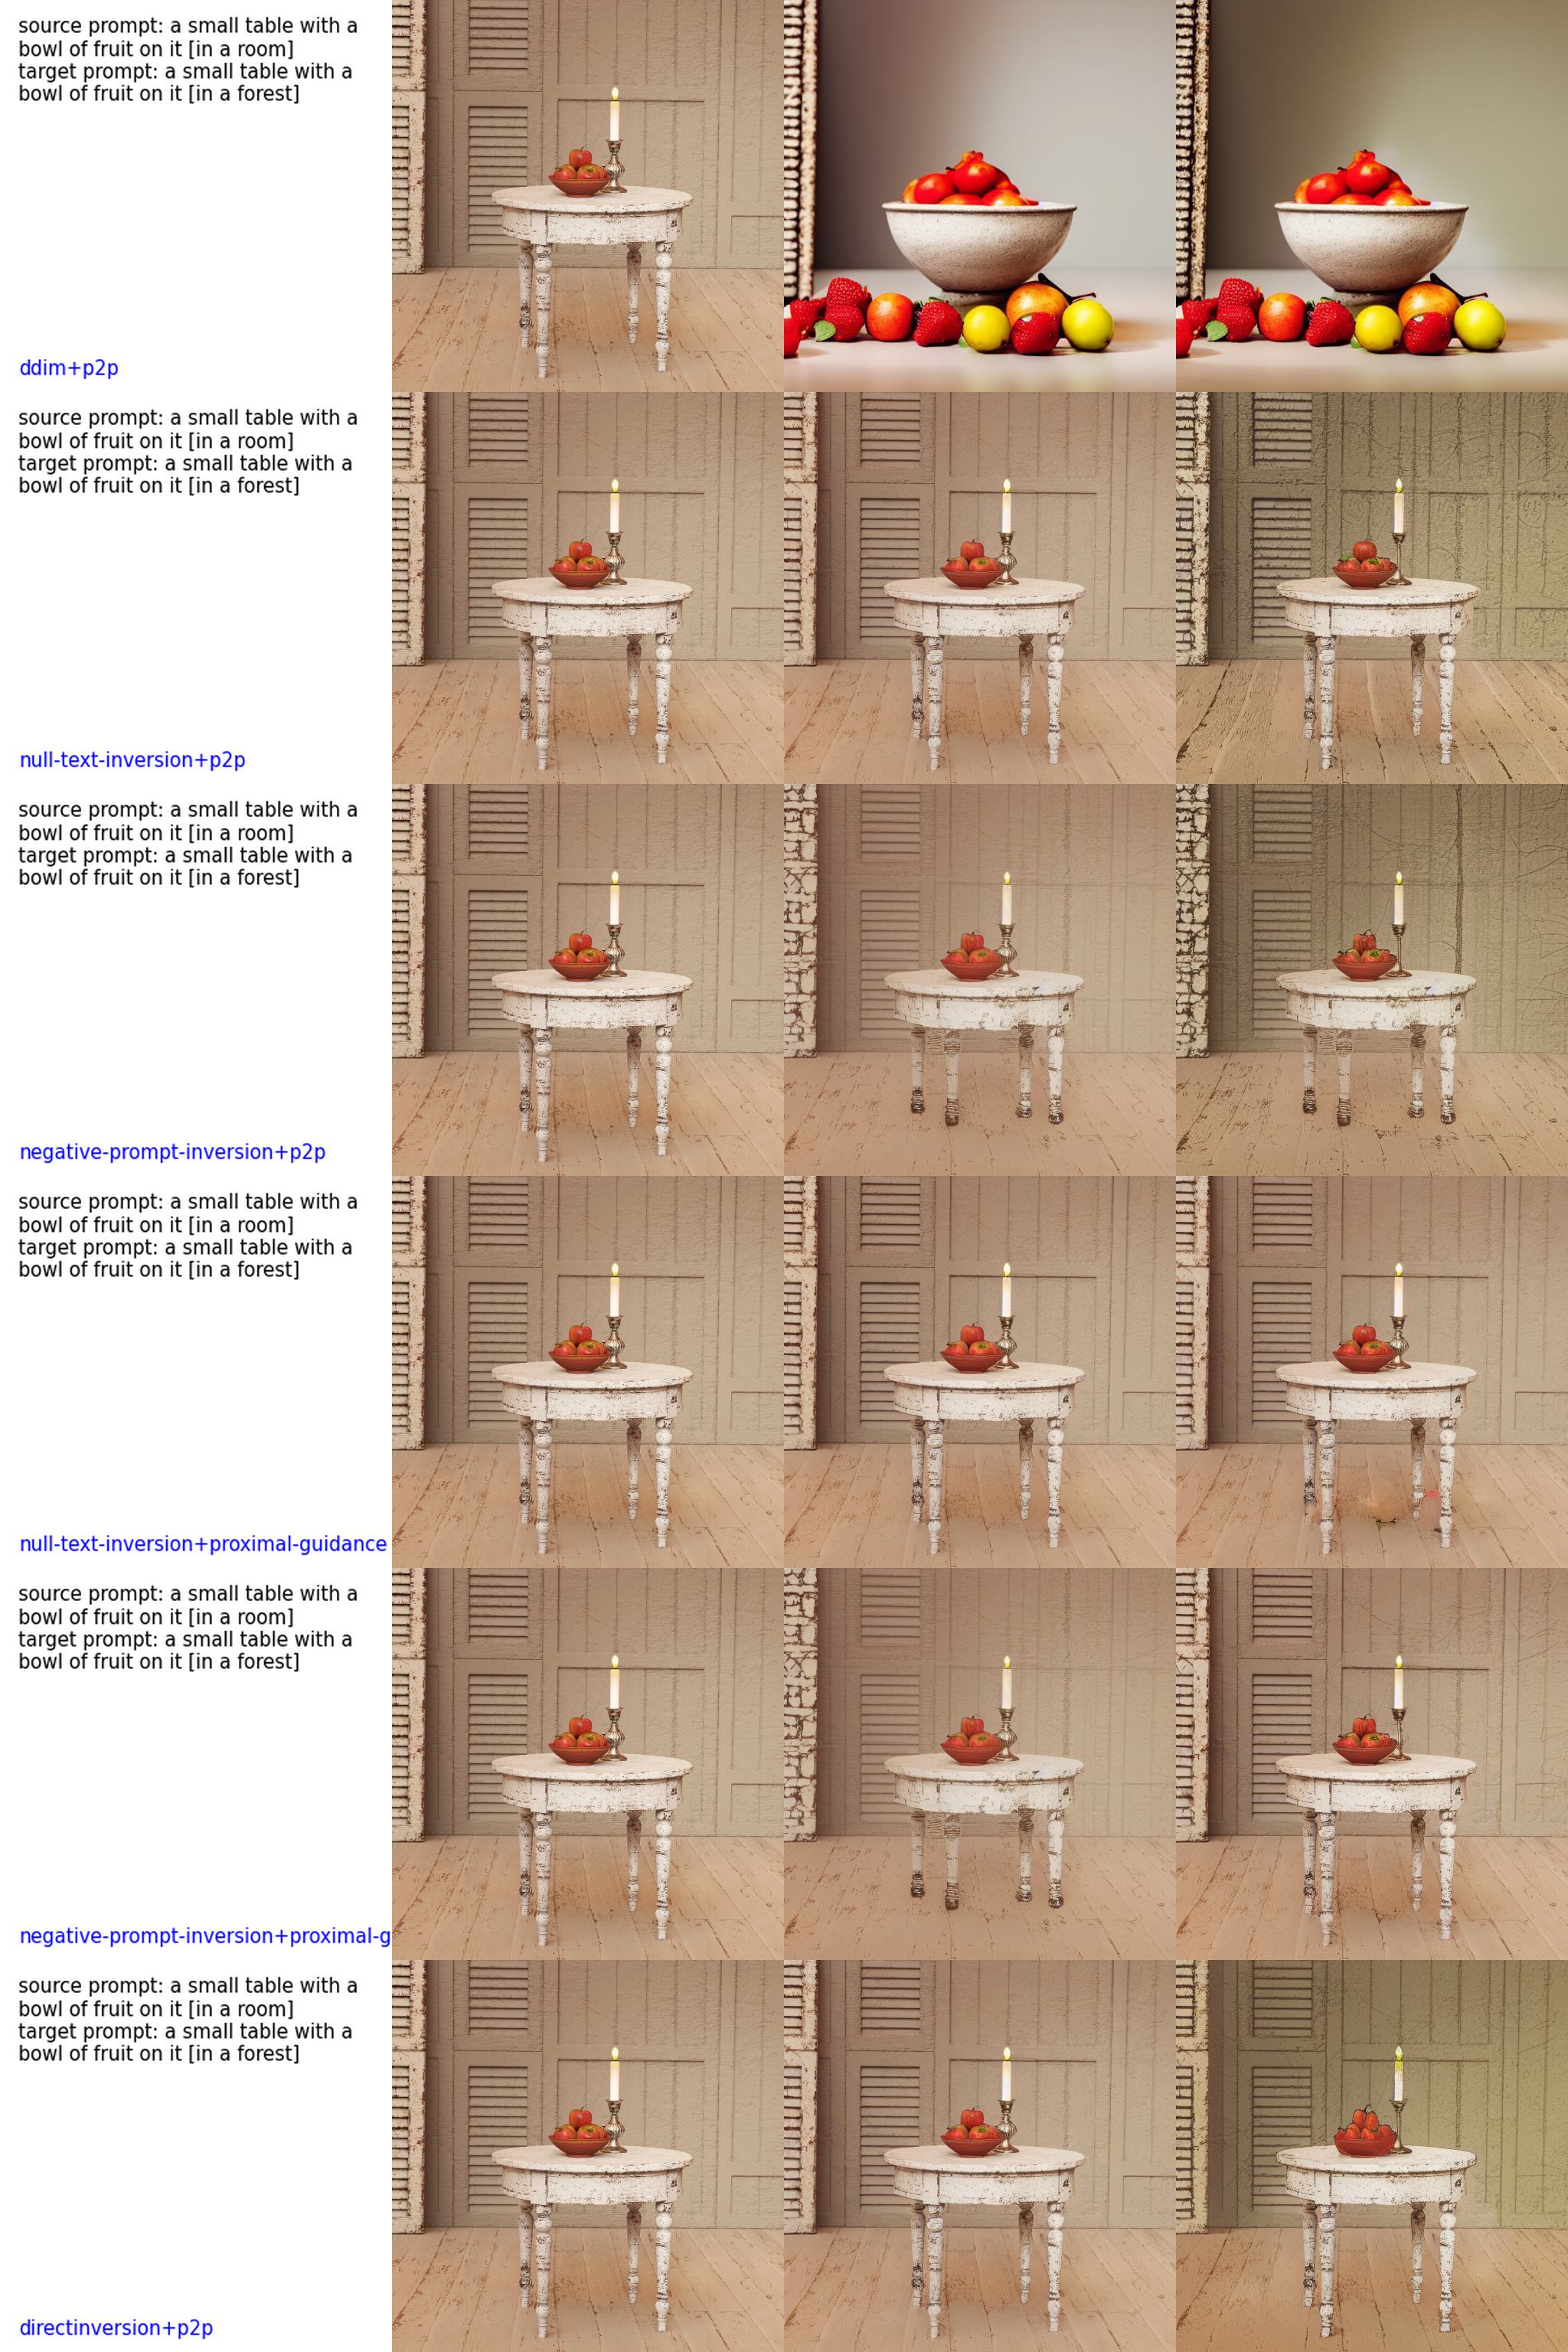 source prompt: a small table with a
bowl of fruit on it [in a room]
target prompt: a small table with a
bowl of fruit on it [in a forest]
ddim+p2p
source prompt: a small table with a
bowl of fruit on it [in a room]
target prompt: a small table with a
bowl of fruit on it [in a forest]
null-text-inversion+p2p
source prompt: a small table with a
bowl of fruit on it [in a room]
target prompt: a small table with a
bowl of fruit on it [in a forest]
negative-prompt-inversion+p2p
source prompt: a small table with a
bowl of fruit on it [in a room]
target prompt: a small table with a
bowl of fruit on it [in a forest]
null-text-inversion+proximal-guidance
source prompt: a small table with a
bowl of fruit on it [in a room]
target prompt: a small table with a
bowl of fruit on it [in a forest]
negative-prompt-inversion+proximal-g
source prompt: a small table with a
bowl of fruit on it [in a room]
target prompt: a small table with a
bowl of fruit on it [in a forest]
directinversion+p2p